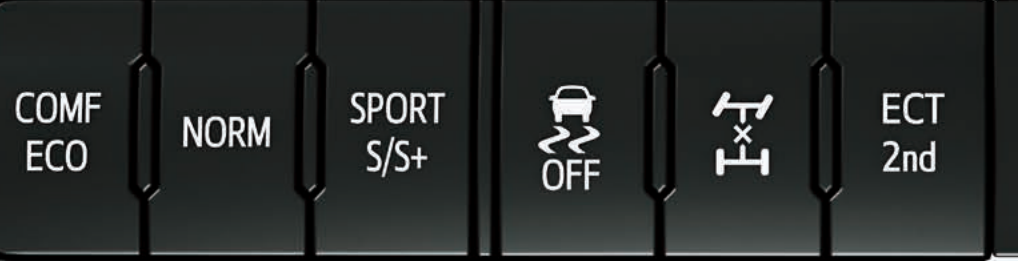 COMF
ECO
NORM
SPORT
S/S+
OFF
ECT
2nd